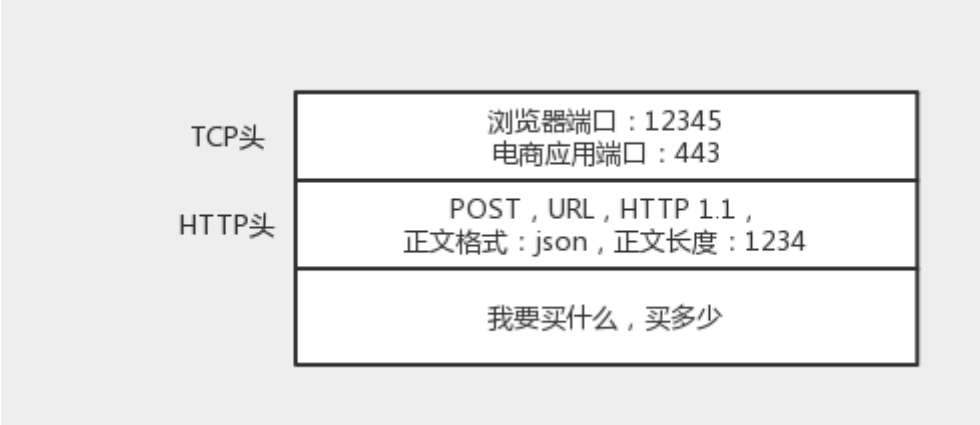 TCP头
浏览器端口：12345
电商应用端口：443
HTTP头
POST，URL，HTTP 1.1，
正文格式：json，正文长度：1234
我要买什么，买多少